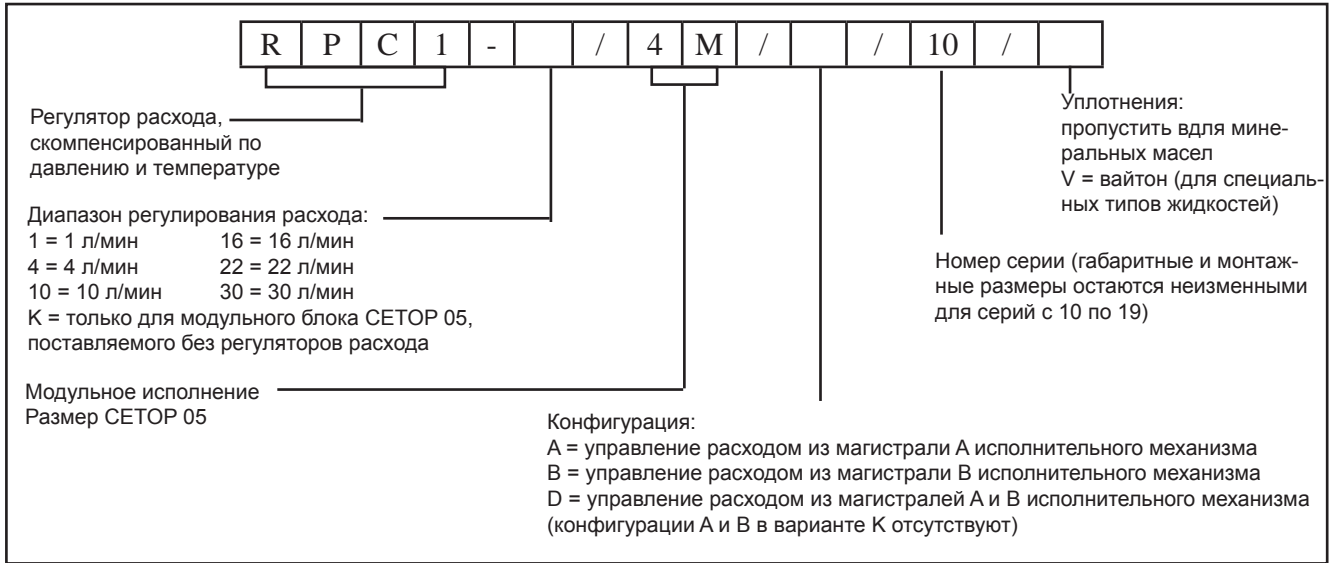 R P C 1 - / 4 M / / 10 /
Регулятор расхода,
скомпенсированный по
давлению и температуре
Диапазон регулирования расхода:
1 = 1 л/мин 16 = 16 л/мин
4 = 4 л/мин 22 = 22 л/мин
10 = 10 л/мин 30 = 30 л/мин
K = только для модульного блока CETOP 05,
поставляемого без регуляторов расхода
Модульное исполнение
Размер CETOP 05
Уплотнения:
пропустить вдля мине-
ральных масел
V = вайтон (для специаль-
ных типов жидкостей)
Номер серии (габаритные и монтаж-
ные размеры остаются неизменными
для серий с 10 по 19)
Конфигурация:
A = управление расходом из магистрали A исполнительного механизма
B = управление расходом из магистрали B исполнительного механизма
D = управление расходом из магистралей A и B исполнительного механизма
(конфигурации A и B в варианте K отсутствуют)